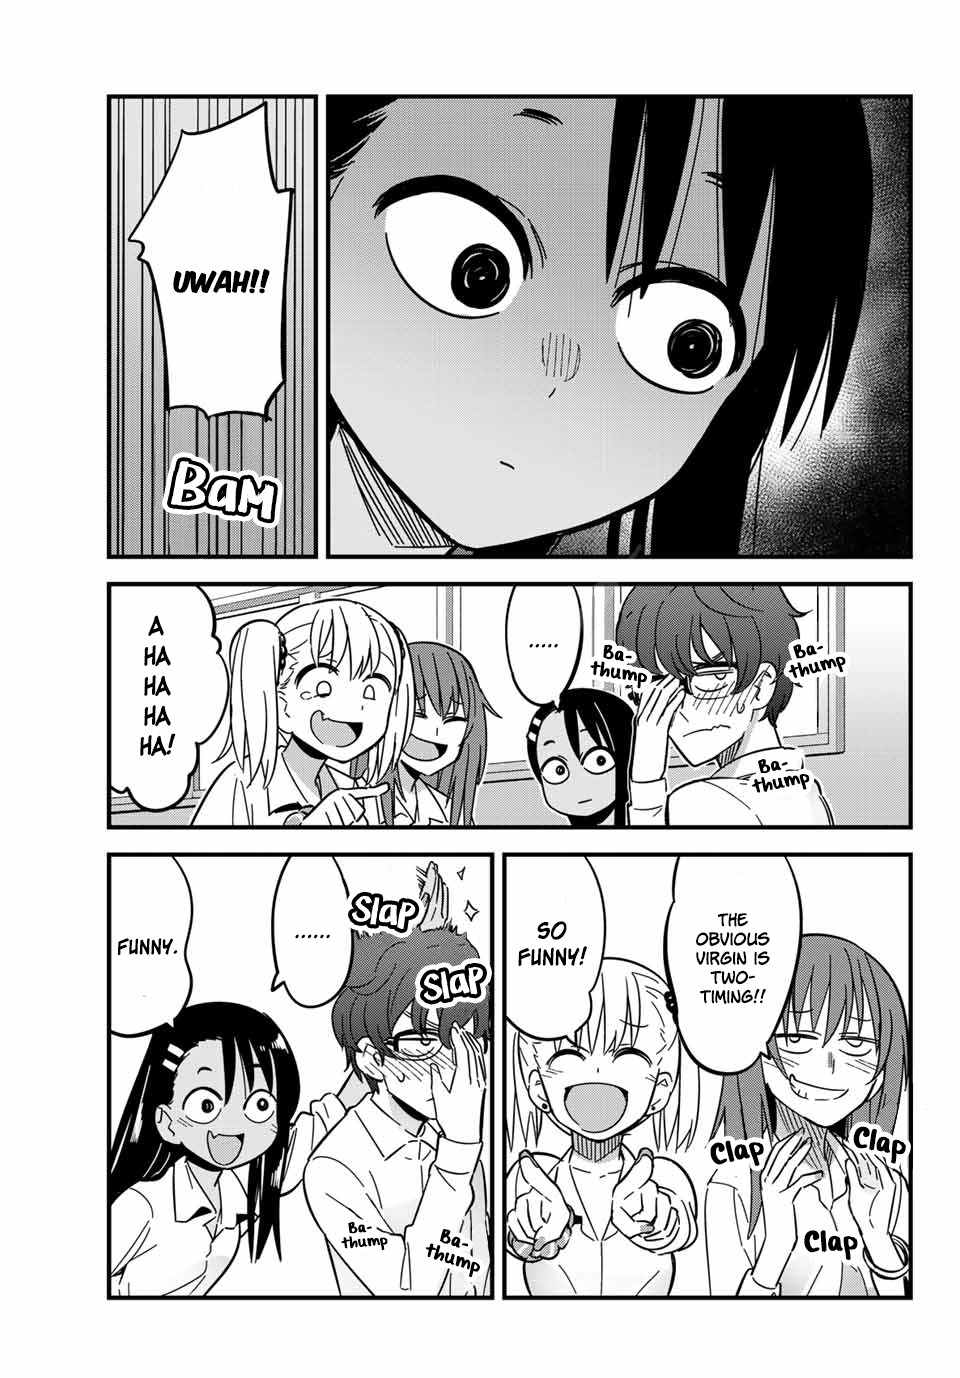 UWAH!!
BAM
A
HA
HA
HA
HA!
.....
Ba-
thump
Ba-
thump
Ba-
thump
THE
OBVIOUS
VIRGIN IS
TWO-
TIMING!!
SO
FUNNY!
Clap
Clap
Clap
......
Slap
Slap
FUNNY.
Ba-
thump
Ba-
thump